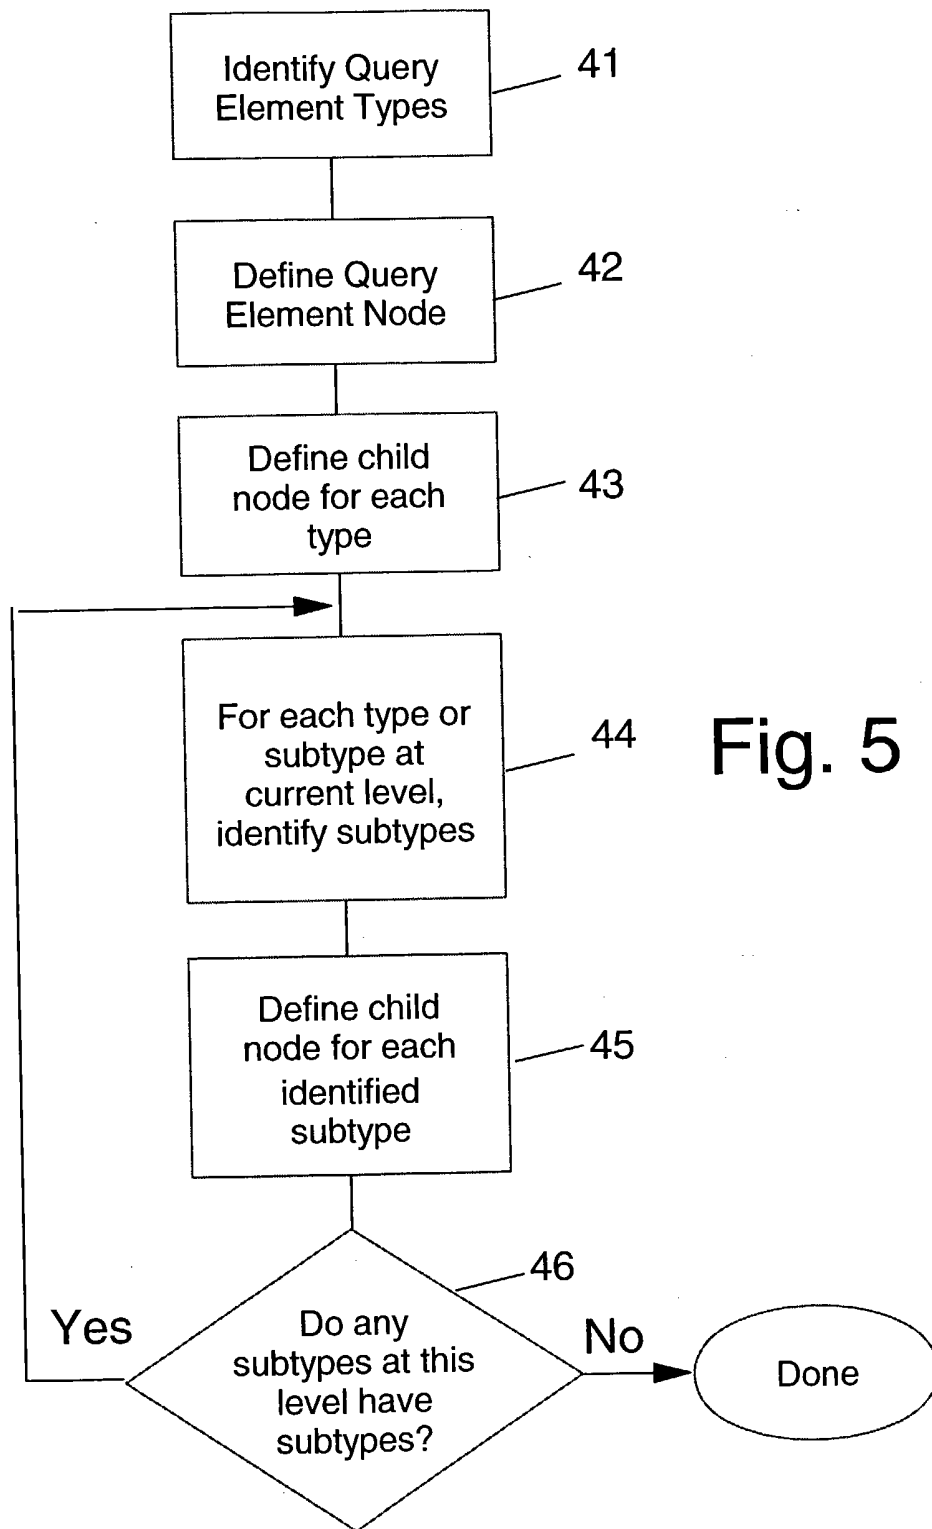 Identify Query
Element Types
41
Define Query
Element Node
42
Define child
node for each
type
43
For each type or
subtype at
current level,
identify subtypes
44
Fig. 5
Define child
node for each
identified
subtype
45
46
Yes
Do any
subtypes at this
level have
subtypes?
No
Done